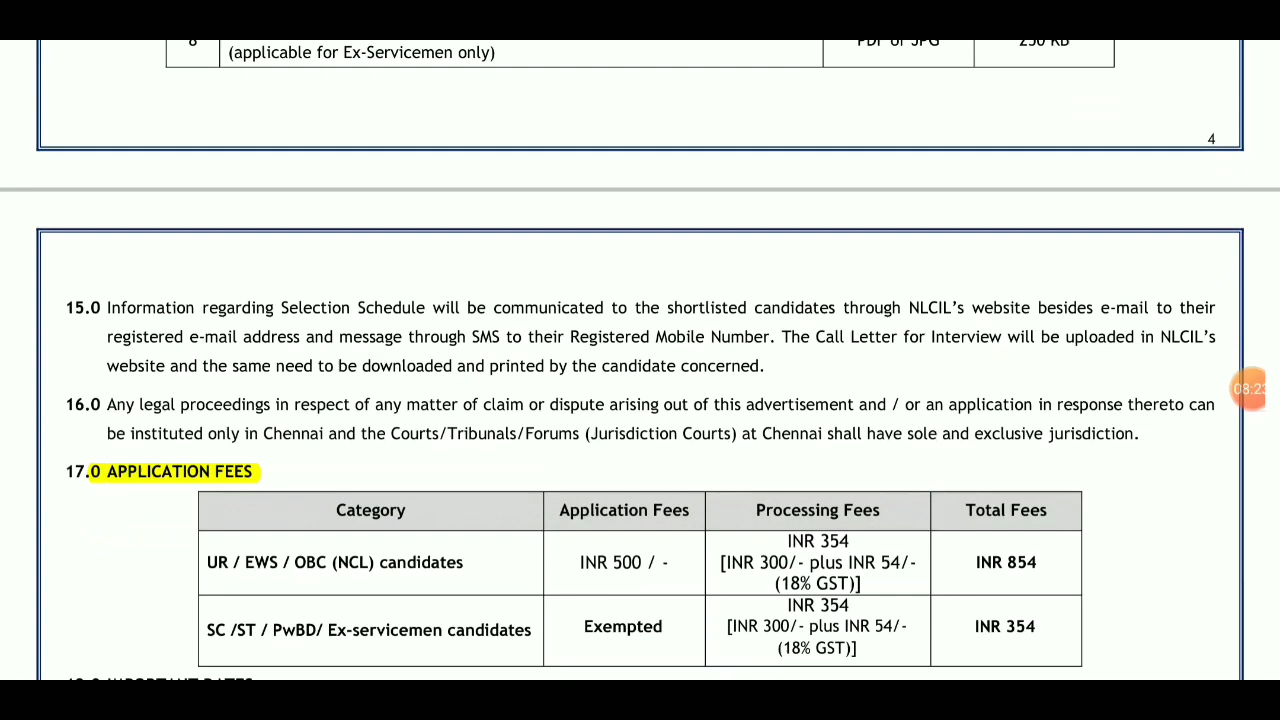 8
(applicable for Ex-Servicemen only)
PDF or JPG
250 KB
4
15.0 Information regarding Selection Schedule will be communicated to the shortlisted candidates through NLCIL’s website besides e-mail to their
registered e-mail address and message through SMS to their Registered Mobile Number. The Call Letter for Interview will be uploaded in NLCIL’s
website and the same need to be downloaded and printed by the candidate concerned.
16.0 Any legal proceedings in respect of any matter of claim or dispute arising out of this advertisement and / or an application in response thereto can
be instituted only in Chennai and the Courts/Tribunals/Forums (Jurisdiction Courts) at Chennai shall have sole and exclusive jurisdiction.
08:23
17.0 APPLICATION FEES
Category Application Fees Processing Fees Total Fees
INR 354
UR / EWS / OBC (NCL) candidates INR 500 / - [INR 300/- plus INR 54/- INR 854
(18% GST)]
INR 354
SC /ST / PwBD/ Ex-servicemen candidates Exempted [INR 300/- plus INR 54/- INR 354
(18% GST)]